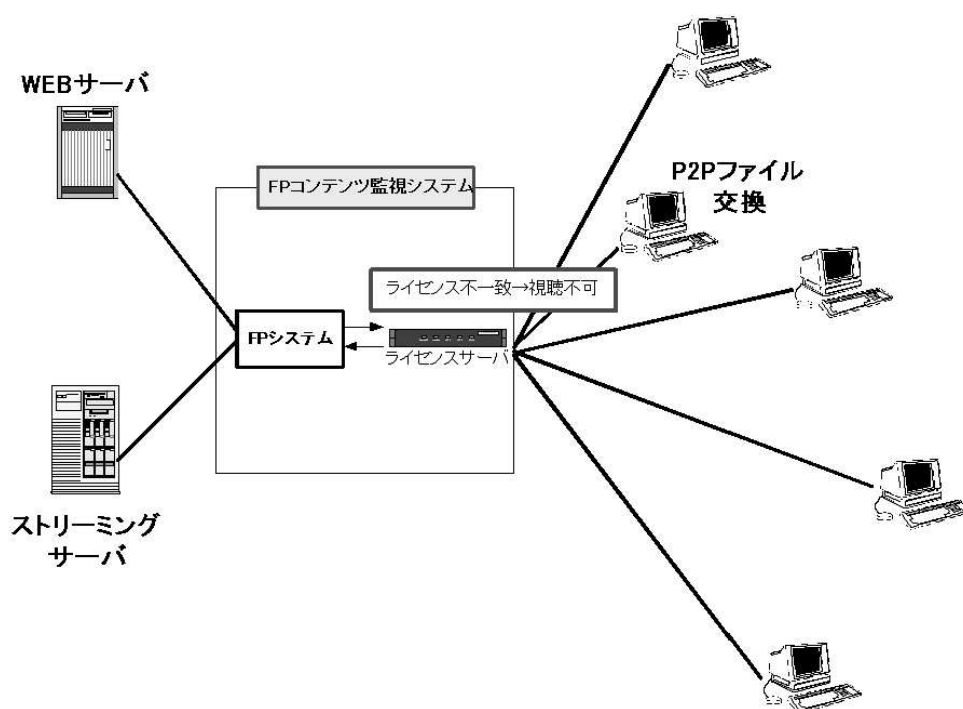 WEBサーバ
FPコンテンツ監視システム
P2Pファイル
交換
ライセンス不一致→視聴不可
FPシステム
ライセンスサーバ
ストリーミング
サーバ